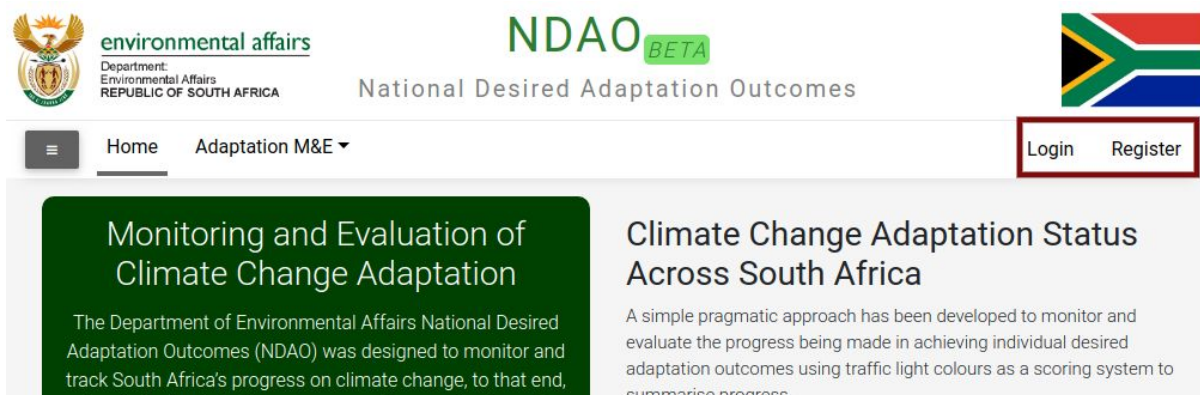 environmental affairs
Department:
Environmental Affairs
REPUBLIC OF SOUTH AFRICA
NDAO BETA
National Desired Adaptation Outcomes
Home Adaptation M&E
Login Register
Monitoring and Evaluation of
Climate Change Adaptation
The Department of Environmental Affairs National Desired
Adaptation Outcomes (NDAO) was designed to monitor and
track South Africa's progress on climate change, to that end,
Climate Change Adaptation Status
Across South Africa
A simple pragmatic approach has been developed to monitor and
evaluate the progress being made in achieving individual desired
adaptation outcomes using traffic light colours as a scoring system to
summarise progress